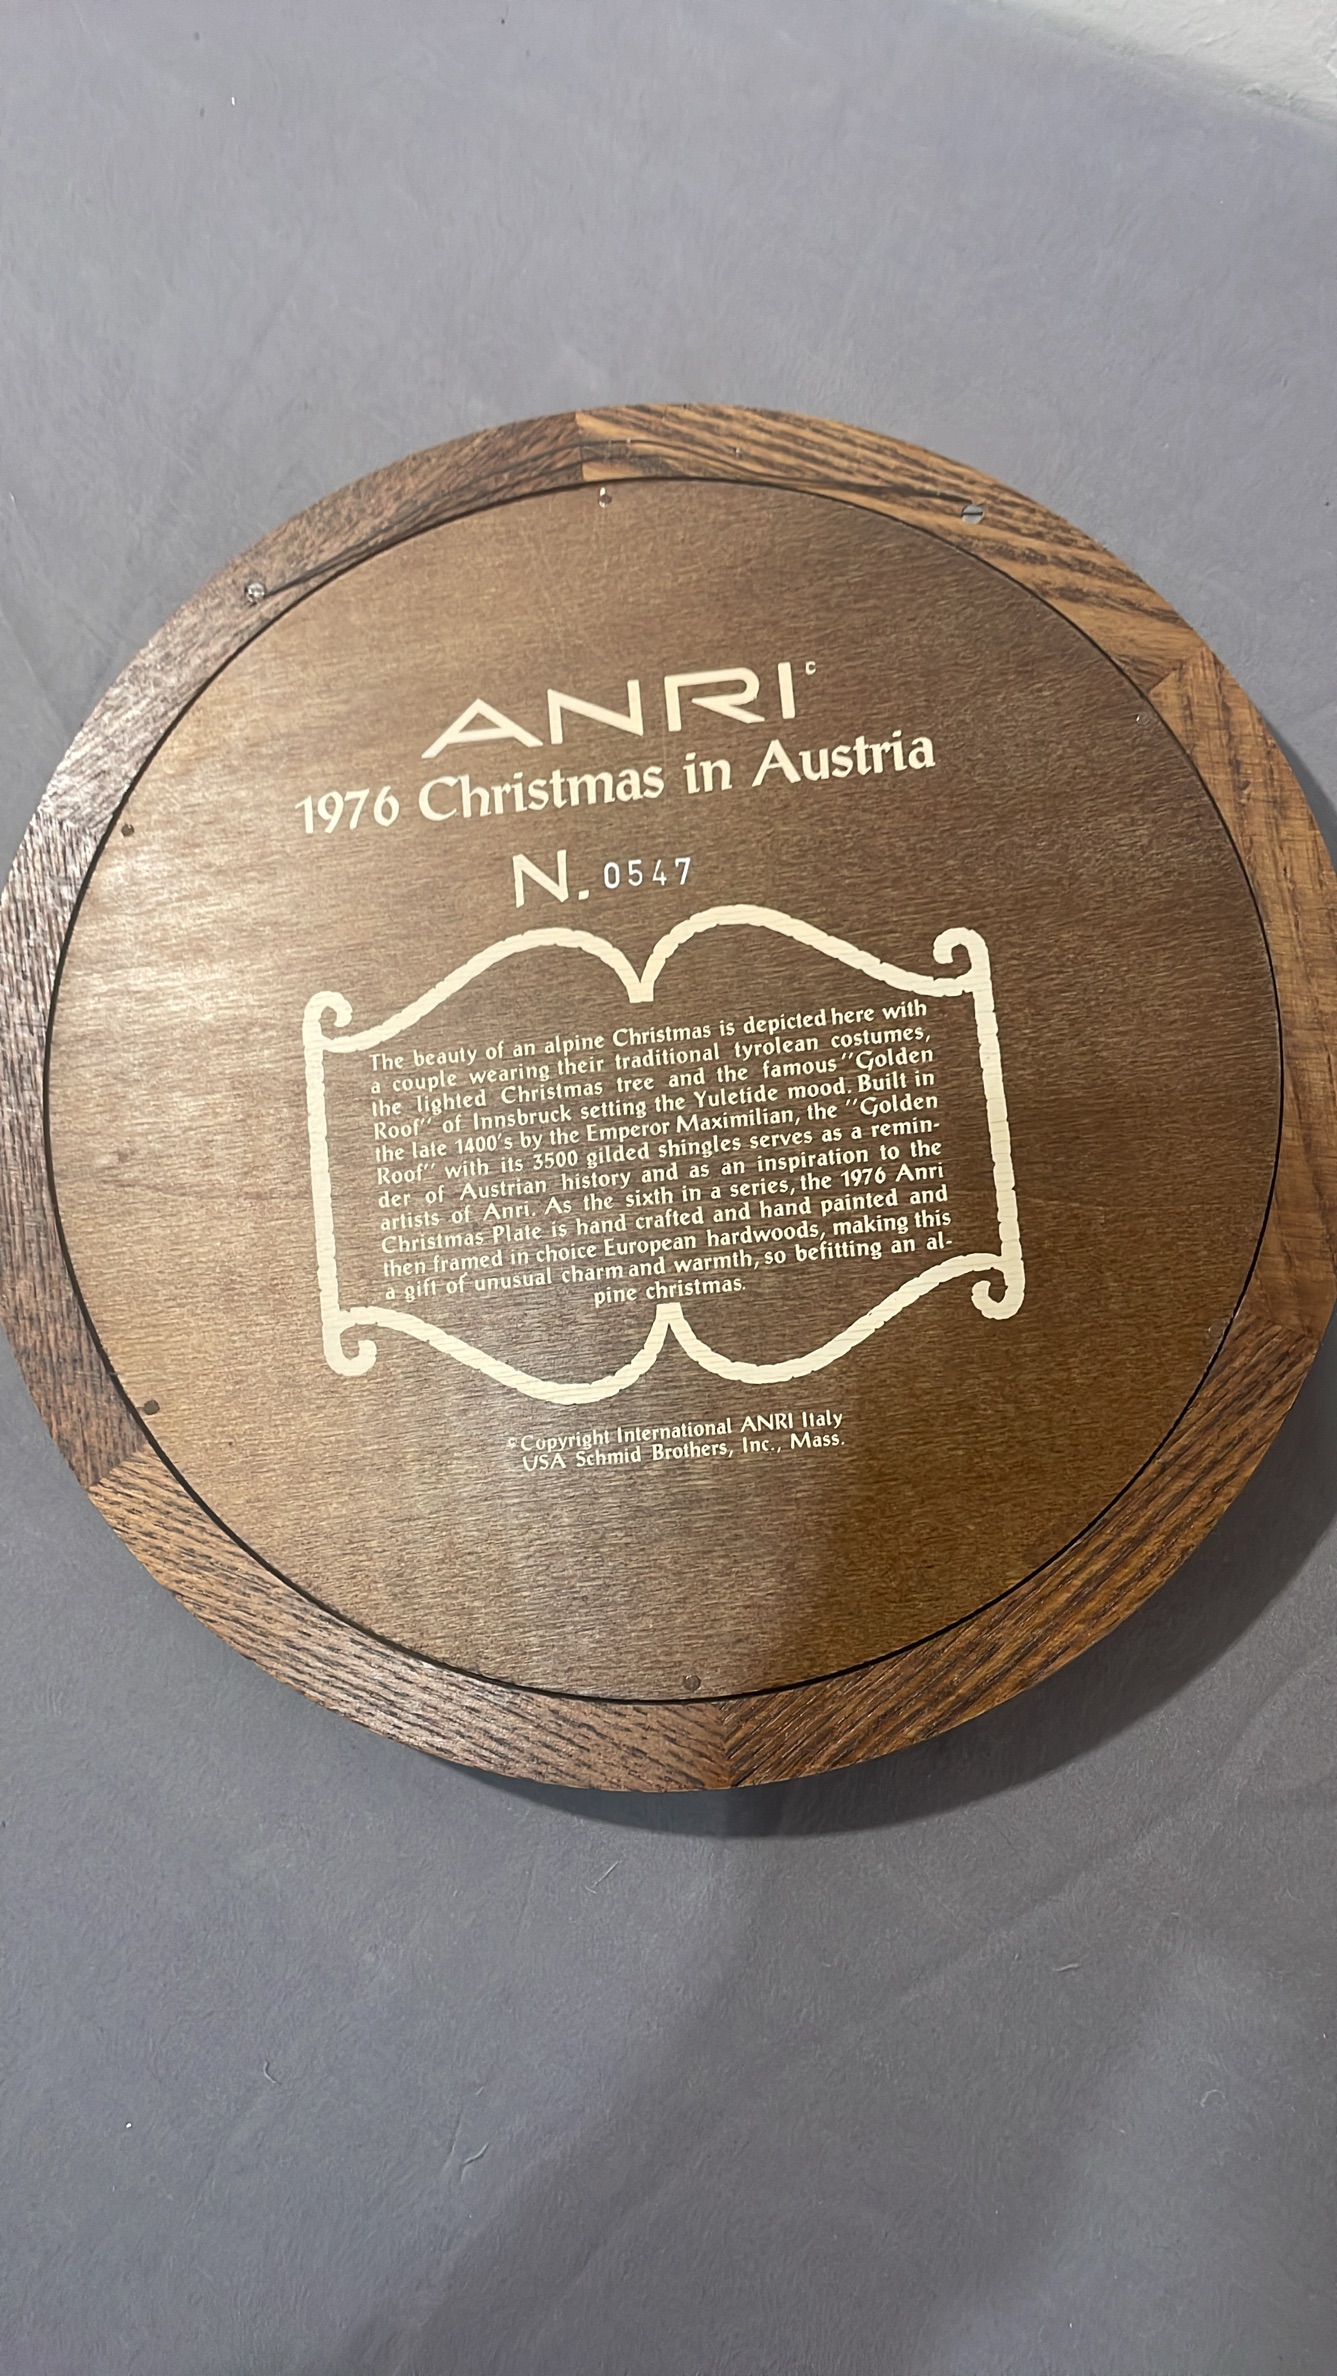 ANRI©
1976 Christmas in Austria
N. 0547
The beauty of an alpine Christmas is depicted here with
a couple wearing their traditional tyrolean costumes,
the lighted Christmas tree and the famous "Golden
Roof" of Innsbruck setting the Yuletide mood. Built in
the late 1400's by the Emperor Maximilian, the "Golden
Roof" with its 3500 gilded shingles serves as a remin-
der of Austrian history and as an inspiration to the
artists of Anri. As the sixth in a series, the 1976 Anri
Christmas Plate is hand crafted and hand painted and
then framed in choice European hardwoods, making this
a gift of unusual charm and warmth, so befitting an al-
pine christmas.
©Copyright International ANRI Italy
USA Schmid Brothers, Inc., Mass.